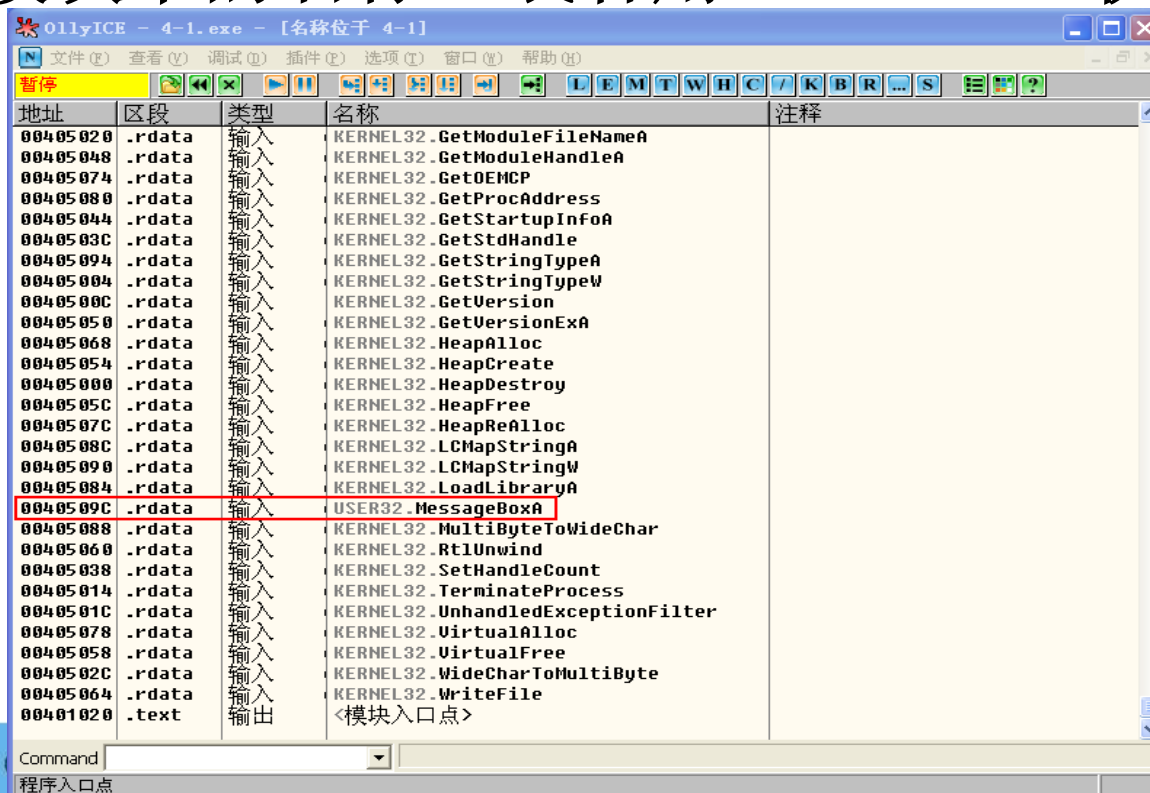 OllyICE - 4-1.exe - [名称位于 4-1]
N 文件(F) 查看(V) 调试(D) 插件(P) 选项(T) 窗口(W) 帮助(H)
暂停 L E M T W H C / K B R ... S ?
地址 区段 类型 名称 注释
00405020 .rdata 输入 KERNEL32.GetModuleFileNameA
00405048 .rdata 输入 KERNEL32.GetModuleHandleA
00405074 .rdata 输入 KERNEL32.GetOEMCP
00405080 .rdata 输入 KERNEL32.GetProcAddress
00405044 .rdata 输入 KERNEL32.GetStartupInfoA
0040503C .rdata 输入 KERNEL32.GetStdHandle
00405094 .rdata 输入 KERNEL32.GetStringTypeA
00405004 .rdata 输入 KERNEL32.GetStringTypeW
0040500C .rdata 输入 KERNEL32.GetVersion
00405050 .rdata 输入 KERNEL32.GetVersionExA
00405068 .rdata 输入 KERNEL32.HeapAlloc
00405054 .rdata 输入 KERNEL32.HeapCreate
00405000 .rdata 输入 KERNEL32.HeapDestroy
0040505C .rdata 输入 KERNEL32.HeapFree
0040507C .rdata 输入 KERNEL32.HeapReAlloc
0040508C .rdata 输入 KERNEL32.LCMapStringA
00405090 .rdata 输入 KERNEL32.LCMapStringW
00405084 .rdata 输入 KERNEL32.LoadLibraryA
0040509C .rdata 输入 USER32.MessageBoxA
00405088 .rdata 输入 KERNEL32.MultiByteToWideChar
00405060 .rdata 输入 KERNEL32.RtlUnwind
00405038 .rdata 输入 KERNEL32.SetHandleCount
00405014 .rdata 输入 KERNEL32.TerminateProcess
0040501C .rdata 输入 KERNEL32.UnhandledExceptionFilter
00405078 .rdata 输入 KERNEL32.VirtualAlloc
00405058 .rdata 输入 KERNEL32.VirtualFree
0040502C .rdata 输入 KERNEL32.WideCharToMultiByte
00405064 .rdata 输入 KERNEL32.WriteFile
00401020 .text 输出 <模块入口点>
Command
程序入口点